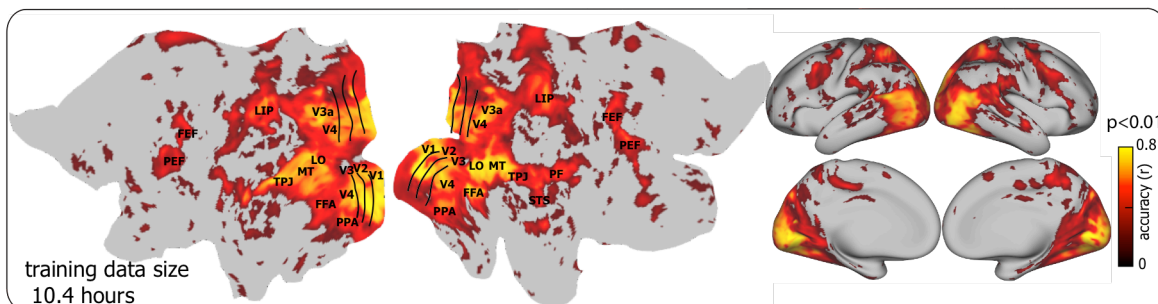 LIP
V3a
V4
FEF
PEF
LO
MT
TPJ
V3 V2 V1
V4
FFA
PPA
training data size
10.4 hours
LIP
V3a
V4
V1 V2
V3 LO MT
V4
FFA
PPA
TPJ
PF
STS
FEF
PEF
p<0.01
0.8
accuracy (r)
0